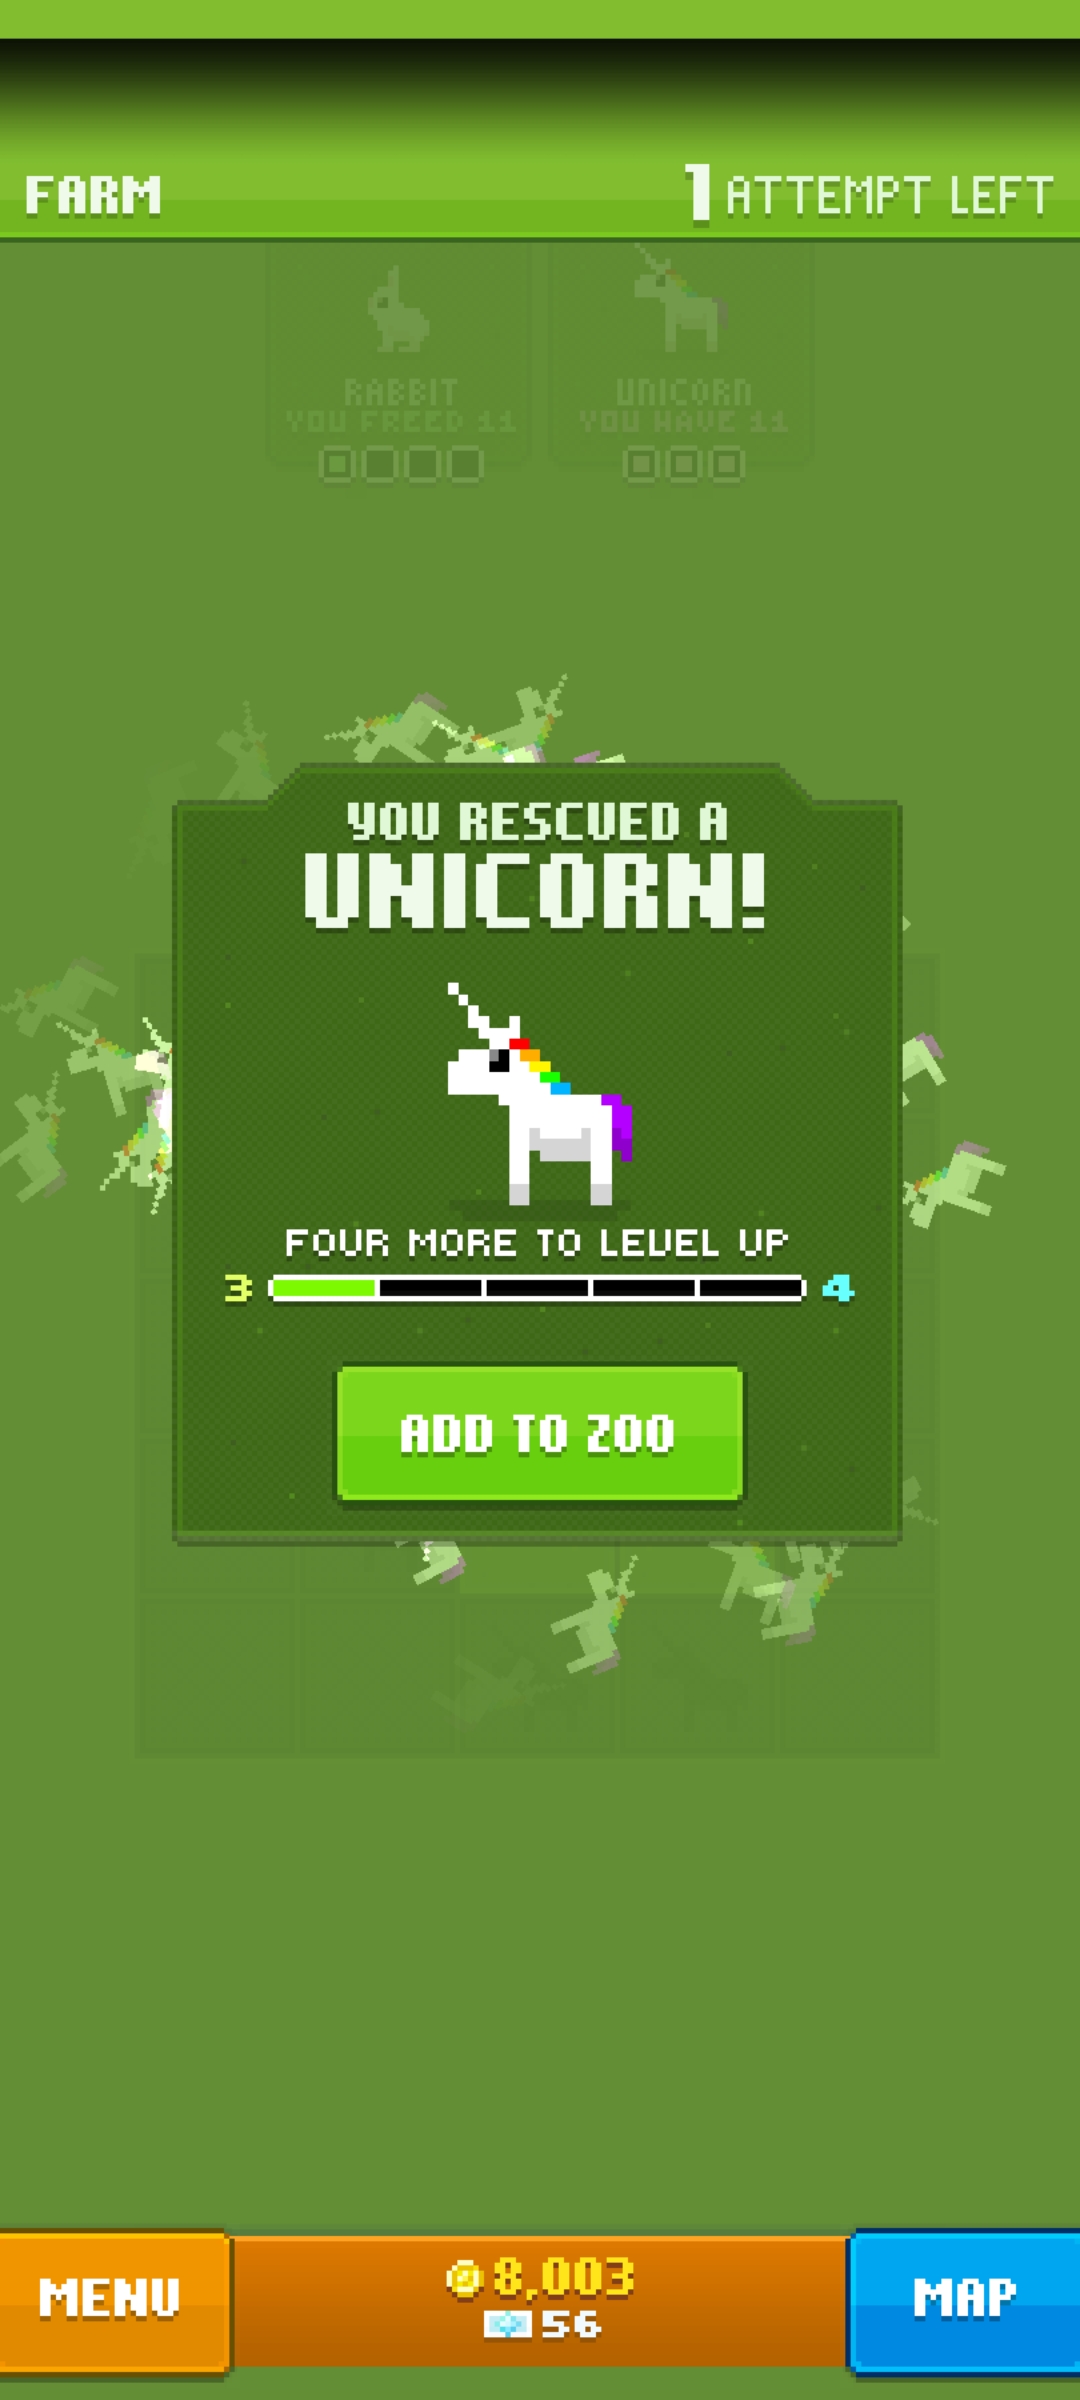 FARM
1 ATTEMPT LEFT
RABBIT
YOU FREED 11
UNICORN
YOU HAVE 11
YOU RESCUED A
UNICORN!
FOUR MORE TO LEVEL UP
3 4
ADD TO ZOO
MENU
8,003
56
MAP